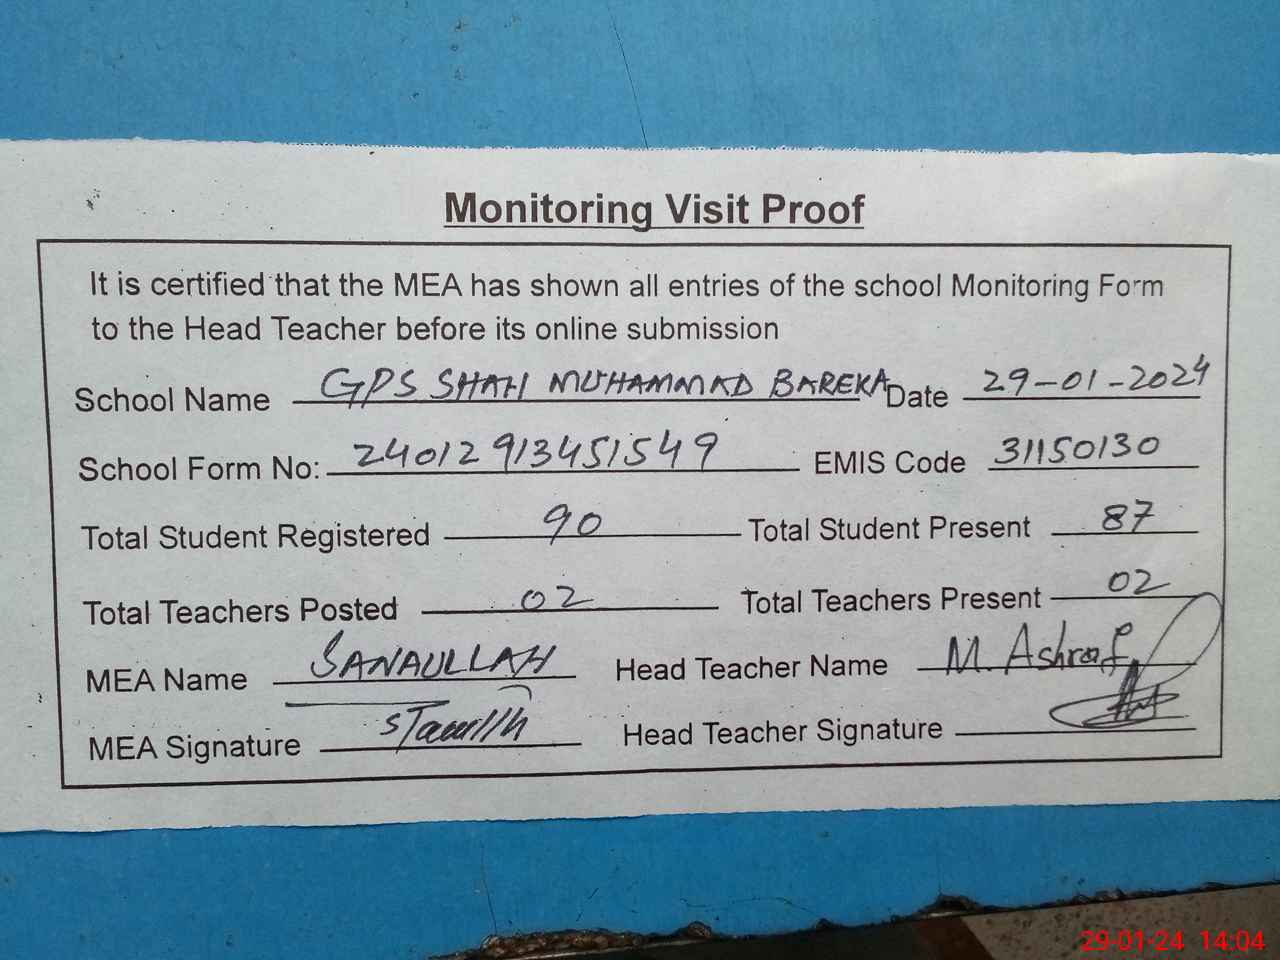 Monitoring Visit Proof
It is certified that the MEA has shown all entries of the school Monitoring Form
to the Head Teacher before its online submission
School Name GPS SHAH MUHAMMAD BAREKA Date 29-01-2024
School Form No: 24012913451549 EMIS Code 31150130
Total Student Registered 90 Total Student Present 87
Total Teachers Posted 02 Total Teachers Present 02
MEA Name SANAULLAH Head Teacher Name M. Ashraf
MEA Signature Head Teacher Signature
29-01-24 14:04